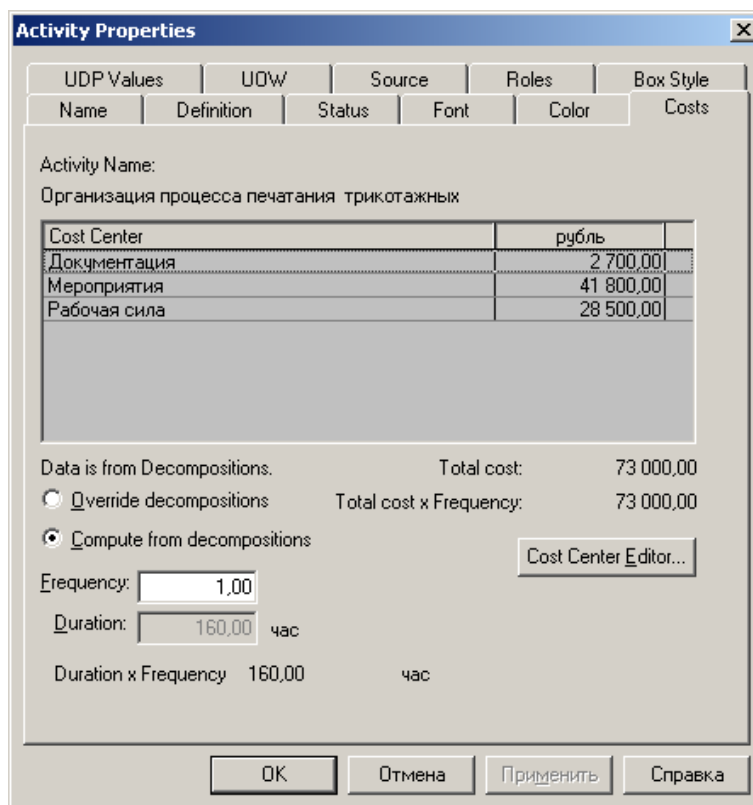 Activity Properties
UDP Values UOW Source Roles Box Style
Name Definition Status Font Color Costs
Activity Name:
Организация процесса печатания трикотажных
Cost Center рубль
Документация 2 700,00
Мероприятия 41 800,00
Рабочая сила 28 500,00
Data is from Decompositions. Total cost: 73 000,00
Override decompositions Total cost x Frequency: 73 000,00
Compute from decompositions
Cost Center Editor...
Frequency: 1,00
Duration: 160,00 час
Duration x Frequency 160,00 час
OK Отмена Применить Справка